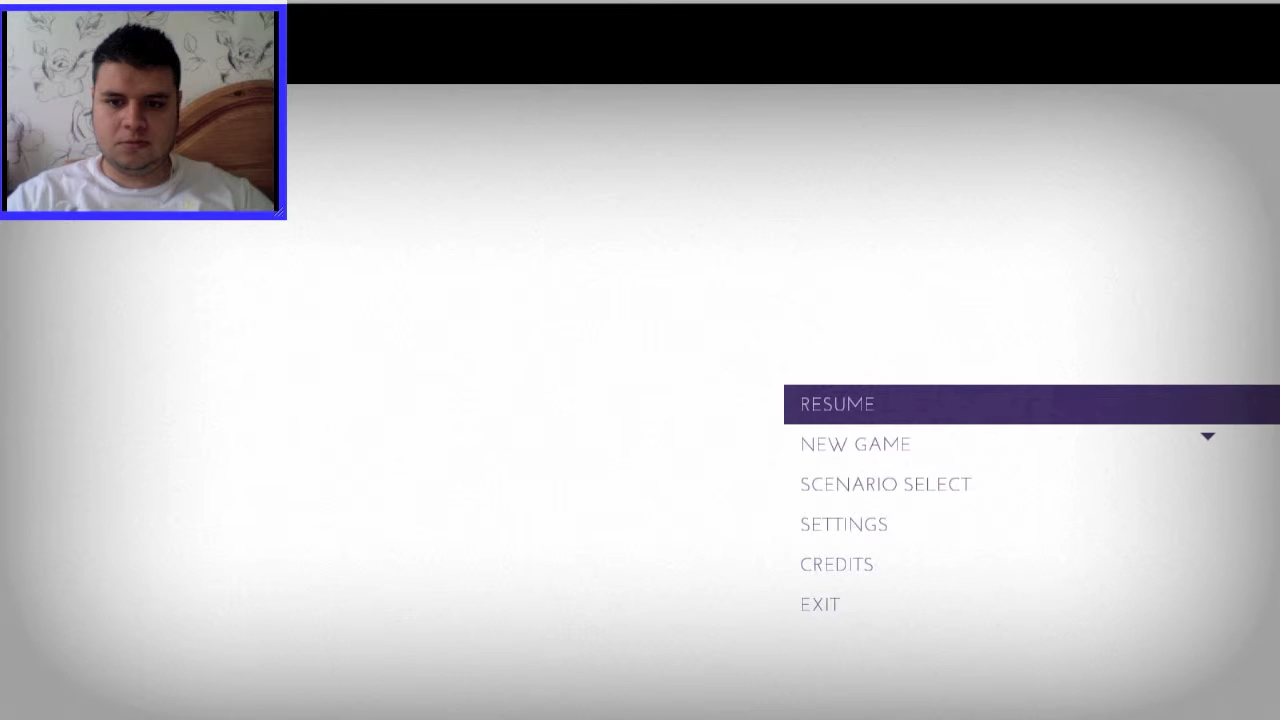 RESUME
NEW GAME
SCENARIO SELECT
SETTINGS
CREDITS
EXIT